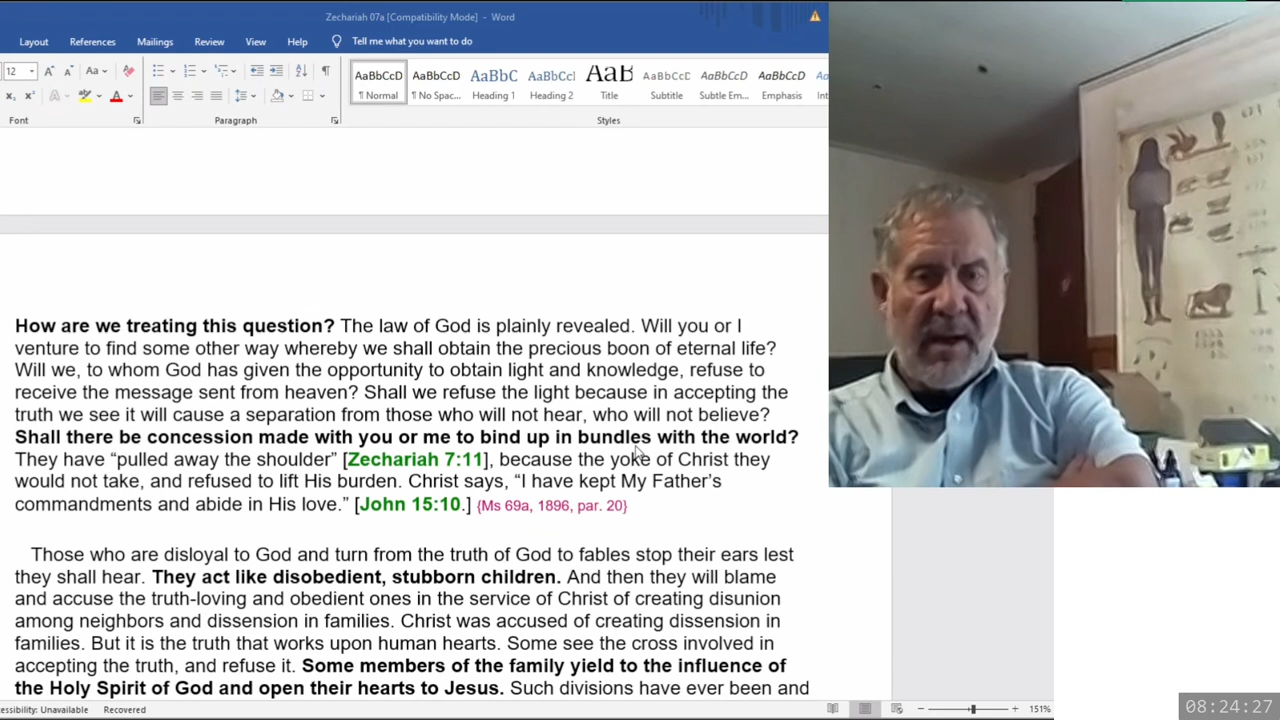 Zechariah 07a [Compatibility Mode] - Word
Layout References Mailings Review View Help Tell me what you want to do
12 Aa
AaBbCcD AaBbCcD AaBbC AaBbCcl AaB AaBbCcD AaBbCcD AaBbCcD
¶ Normal ¶ No Spac... Heading 1 Heading 2 Title Subtitle Subtle Em... Emphasis
Font Paragraph Styles
How are we treating this question? The law of God is plainly revealed. Will you or I
venture to find some other way whereby we shall obtain the precious boon of eternal life?
Will we, to whom God has given the opportunity to obtain light and knowledge, refuse to
receive the message sent from heaven? Shall we refuse the light because in accepting the
truth we see it will cause a separation from those who will not hear, who will not believe?
Shall there be concession made with you or me to bind up in bundles with the world?
They have “pulled away the shoulder” [Zechariah 7:11], because the yoke of Christ they
would not take, and refused to lift His burden. Christ says, “I have kept My Father’s
commandments and abide in His love.” [John 15:10.] {Ms 69a, 1896, par. 20}
Those who are disloyal to God and turn from the truth of God to fables stop their ears lest
they shall hear. They act like disobedient, stubborn children. And then they will blame
and accuse the truth-loving and obedient ones in the service of Christ of creating disunion
among neighbors and dissension in families. Christ was accused of creating dissension in
families. But it is the truth that works upon human hearts. Some see the cross involved in
accepting the truth, and refuse it. Some members of the family yield to the influence of
the Holy Spirit of God and open their hearts to Jesus. Such divisions have ever been and
essibility: Unavailable Recovered 151%
08:24:27